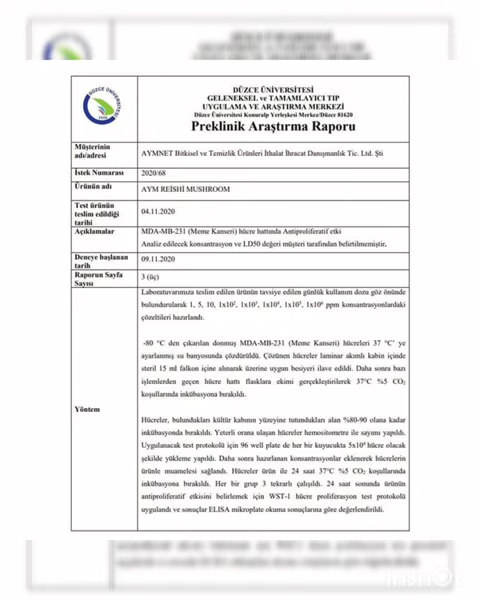 DÜZCE ÜNİVERSİTESİ
GELENEKSEL ve TAMAMLAYICI TIP
UYGULAMA VE ARAŞTIRMA MERKEZİ
Düzce Üniversitesi Konuralp Yerleşkesi Merkez/Düzce 81620
Preklinik Araştırma Raporu
DÜZCE ÜNİVERSİTESİ
Müşterinin
adı/adresi
AYMNET Bitkisel ve Temizlik Ürünleri İthalat İhracat Danışmanlık Tic. Ltd. Şti
İstek Numarası
2020/68
Ürünün adı
AYM REİSHİ MUSHROOM
Test ürünün
teslim edildiği
tarihi
04.11.2020
Açıklamalar
MDA-MB-231 (Meme Kanseri) hücre hattında Antiproliferatif etki
Analiz edilecek konsantrasyon ve LD50 değeri müşteri tarafından belirtilmemiştir.
Deneye başlanan
tarih
09.11.2020
Raporun Sayfa
Sayısı
3 (üç)
Yöntem
Laboratuvarımıza teslim edilen ürünün tavsiye edilen günlük kullanım dozu göz önünde
bulundurularak 1, 5, 10, 1x10², 1x10³, 1x10⁴, 1x10⁵, 1x10⁶ ppm konsantrasyonlardaki
çözeltileri hazırlandı.
-80 °C den çıkarılan donmuş MDA-MB-231 (Meme Kanseri) hücreleri 37 °C' ye
ayarlanmış su banyosunda çözdürüldü. Çözünen hücreler laminar akımlı kabin içinde
steril 15 ml falkon içine alınarak üzerine uygun besiyeri ilave edildi. Daha sonra bazı
işlemlerden geçen hücre hattı flasklara ekimi gerçekleştirilerek 37°C %5 CO₂
koşullarında inkübasyona bırakıldı.
Hücreler, bulundukları kültür kabının yüzeyine tutundukları alan %80-90 olana kadar
inkübasyonda bırakıldı. Yeterli orana ulaşan hücreler hemositometre ile sayımı yapıldı.
Uygulanacak test protokolü için 96 well plate de her bir kuyucukta 5x10³ hücre olacak
şekilde yükleme yapıldı. Daha sonra hazırlanan konsantrasyonlar eklenerek hücrelerin
ürünle muamelesi sağlandı. Hücreler ürün ile 24 saat 37°C %5 CO₂ koşullarında
inkübasyona bırakıldı. Her bir grup 3 tekrarlı çalışıldı. 24 saat sonunda ürünün
antiproliferatif etkisini belirlemek için WST-1 hücre proliferasyon test protokolü
uygulandı ve sonuçlar ELISA mikroplate okuma sonuçlarına göre değerlendirildi.